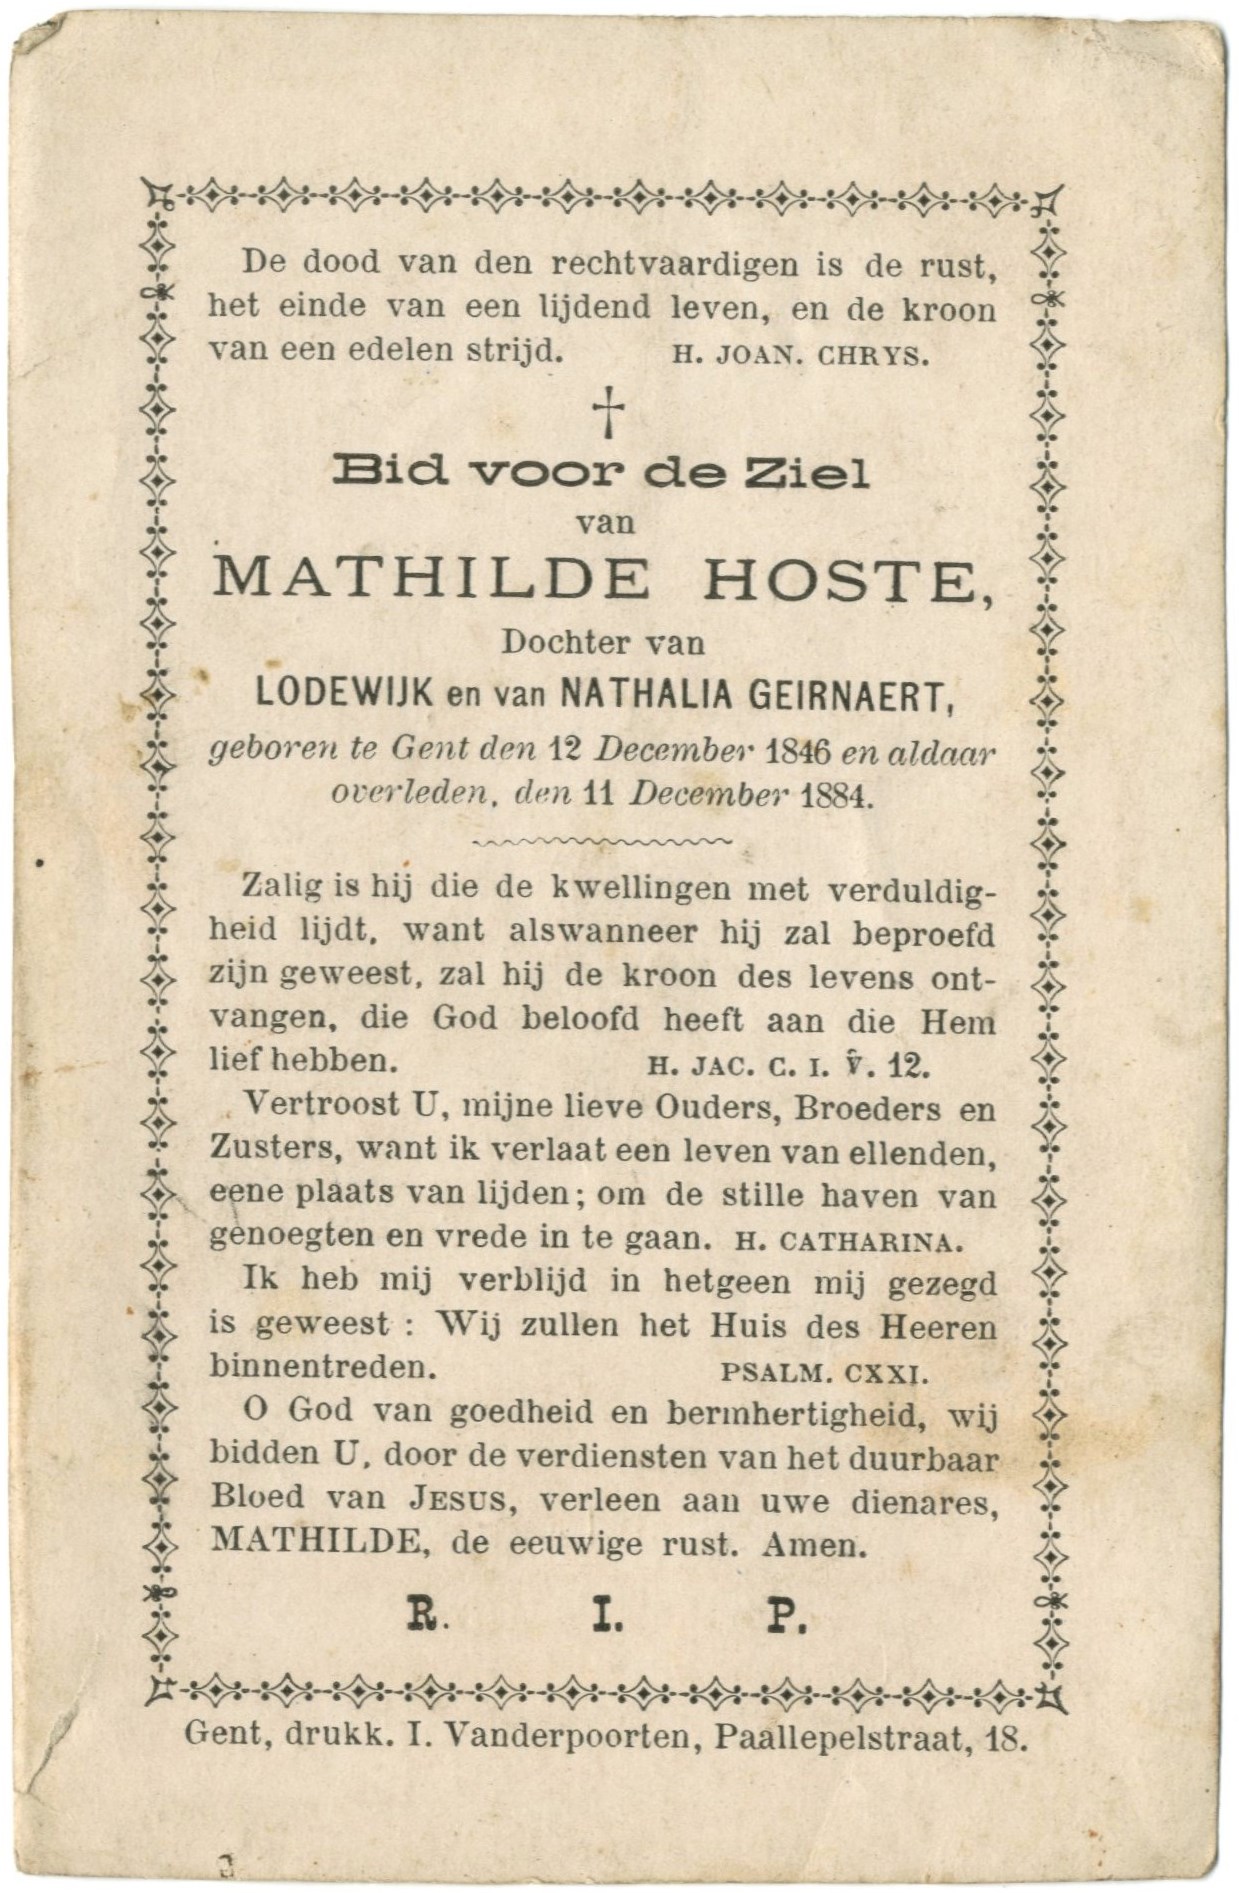 De dood van den rechtvaardigen is de rust,
het einde van een lijdend leven, en de kroon
van een edelen strijd. H. JOAN. CHRYS.
†
Bid voor de Ziel
van
MATHILDE HOSTE,
Dochter van
LODEWIJK en van NATHALIA GEIRNAERT,
geboren te Gent den 12 December 1846 en aldaar
overleden, den 11 December 1884.
Zalig is hij die de kwellingen met verduldig-
heid lijdt, want alswanneer hij zal beproefd
zijn geweest, zal hij de kroon des levens ont-
vangen, die God beloofd heeft aan die Hem
lief hebben. H. JAC. C. I. V̂. 12.
Vertroost U, mijne lieve Ouders, Broeders en
Zusters, want ik verlaat een leven van ellenden,
eene plaats van lijden; om de stille haven van
genoegten en vrede in te gaan. H. CATHARINA.
Ik heb mij verblijd in hetgeen mij gezegd
is geweest : Wij zullen het Huis des Heeren
binnentreden. PSALM. CXXI.
O God van goedheid en bermhertigheid, wij
bidden U, door de verdiensten van het duurbaar
Bloed van JESUS, verleen aan uwe dienares,
MATHILDE, de eeuwige rust. Amen.
R. I. P.
Gent, drukk. I. Vanderpoorten, Paallepelstraat, 18.